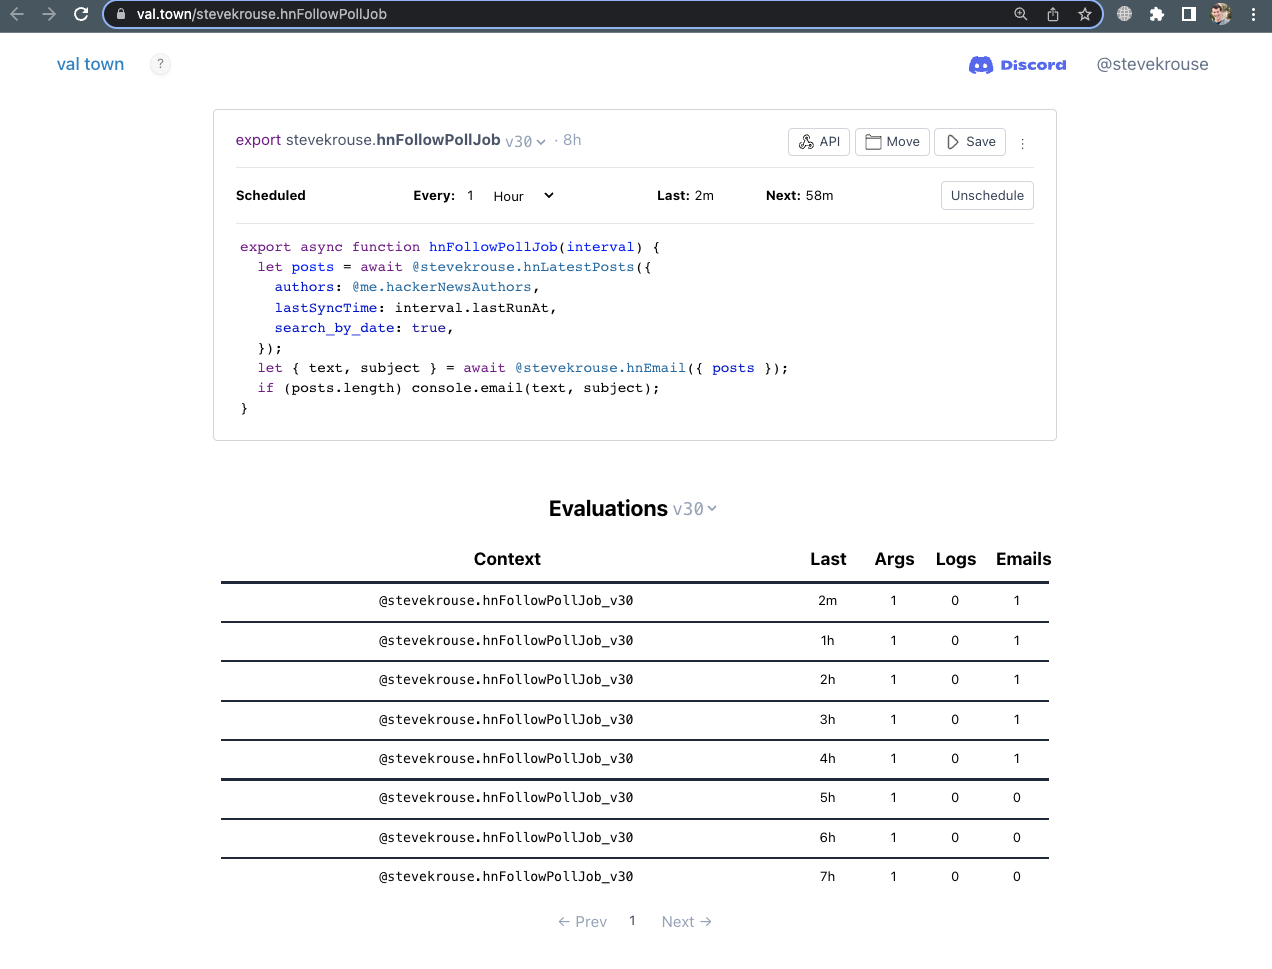 val.town/stevekrouse.hnFollowPollJob
val town ? Discord @stevekrouse
export stevekrouse.hnFollowPollJob v30 · 8h API Move Save
Scheduled Every: 1 Hour Last: 2m Next: 58m Unschedule
export async function hnFollowPollJob(interval) {
  let posts = await @stevekrouse.hnLatestPosts({
    authors: @me.hackerNewsAuthors,
    lastSyncTime: interval.lastRunAt,
    search_by_date: true,
  });
  let { text, subject } = await @stevekrouse.hnEmail({ posts });
  if (posts.length) console.email(text, subject);
}
Evaluations v30
Context Last Args Logs Emails
@stevekrouse.hnFollowPollJob_v30 2m 1 0 1
@stevekrouse.hnFollowPollJob_v30 1h 1 0 1
@stevekrouse.hnFollowPollJob_v30 2h 1 0 1
@stevekrouse.hnFollowPollJob_v30 3h 1 0 1
@stevekrouse.hnFollowPollJob_v30 4h 1 0 1
@stevekrouse.hnFollowPollJob_v30 5h 1 0 0
@stevekrouse.hnFollowPollJob_v30 6h 1 0 0
@stevekrouse.hnFollowPollJob_v30 7h 1 0 0
← Prev 1 Next →